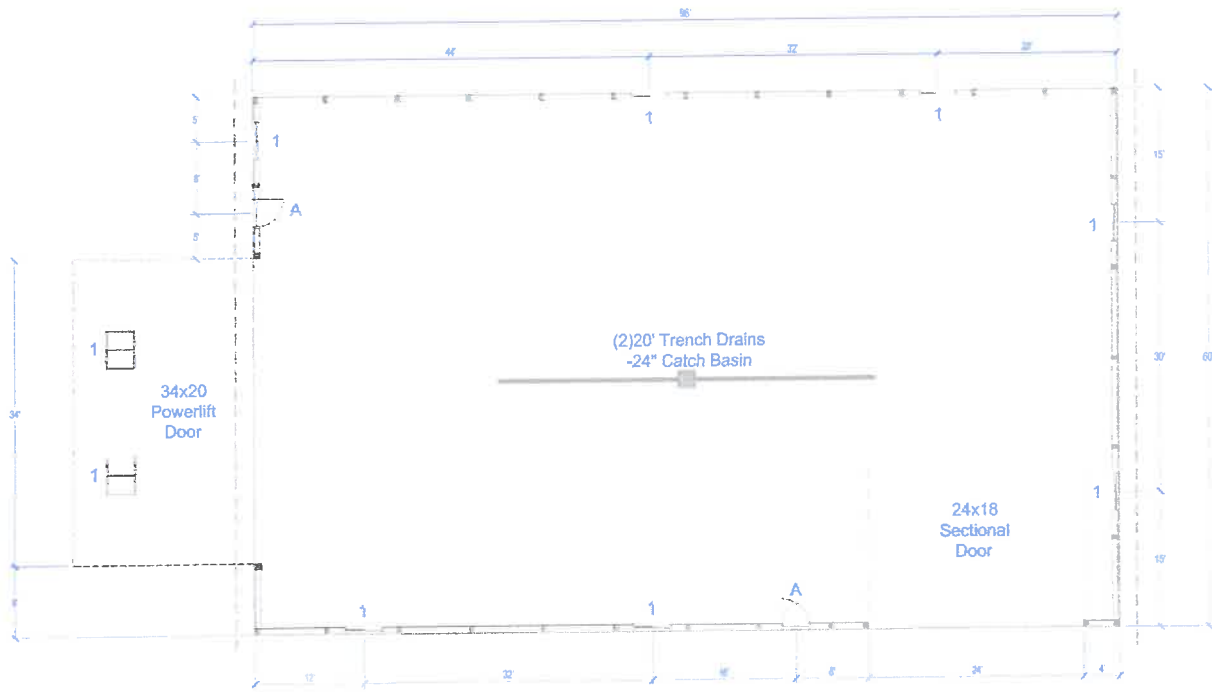 96'
44'
32'
20'
5'
1
1
1
15'
8'
A
1
5'
(2)20' Trench Drains
-24" Catch Basin
1
30'
60'
34x20
Powerlift
Door
34'
1
1
24x18
Sectional
Door
15'
A
1
1
8'
12'
32'
16'
8'
24'
4'